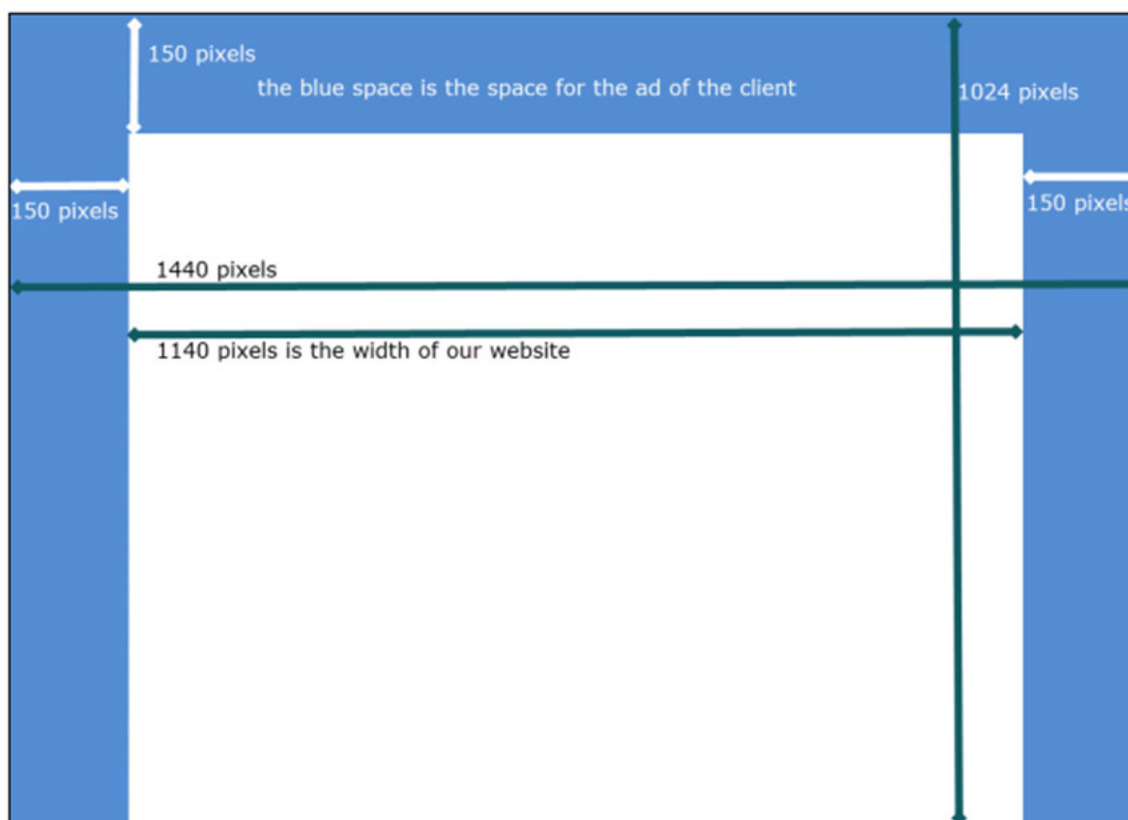 150 pixels
the blue space is the space for the ad of the client
1024 pixels
150 pixels
150 pixels
1440 pixels
1140 pixels is the width of our website